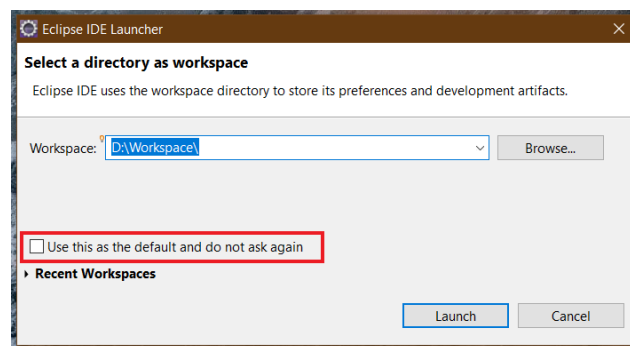 Eclipse IDE Launcher
Select a directory as workspace
Eclipse IDE uses the workspace directory to store its preferences and development artifacts.
Workspace: D:\Workspace\ Browse...
Use this as the default and do not ask again
Recent Workspaces
Launch Cancel